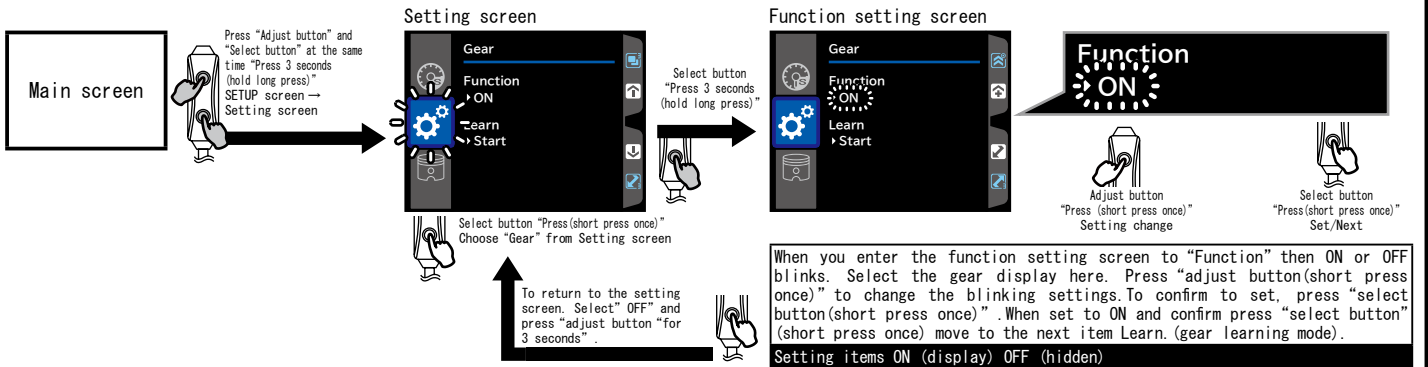 Setting screen
Function setting screen
Main screen
Press “Adjust button” and
“Select button” at the same
time “Press 3 seconds
(hold long press)”
SETUP screen→
Setting screen
Gear
Function
ON
Learn
Start
Select button
“Press 3 seconds
(hold long press)”
Gear
Function
ON
Learn
Start
Function
ON
Adjust button
“Press (short press once)”
Setting change
Select button
“Press(short press once)”
Set/Next
Select button “Press(short press once)”
Choose “Gear” from Setting screen
To return to the setting
screen. Select” OFF” and
press “adjust button “for
3 seconds” .
When you enter the function setting screen to “Function” then ON or OFF
blinks. Select the gear display here. Press “adjust button(short press
once)” to change the blinking settings.To confirm to set, press “select
button(short press once)” .When set to ON and confirm press “select button”
(short press once) move to the next item Learn.(gear learning mode).
Setting items ON (display) OFF (hidden)